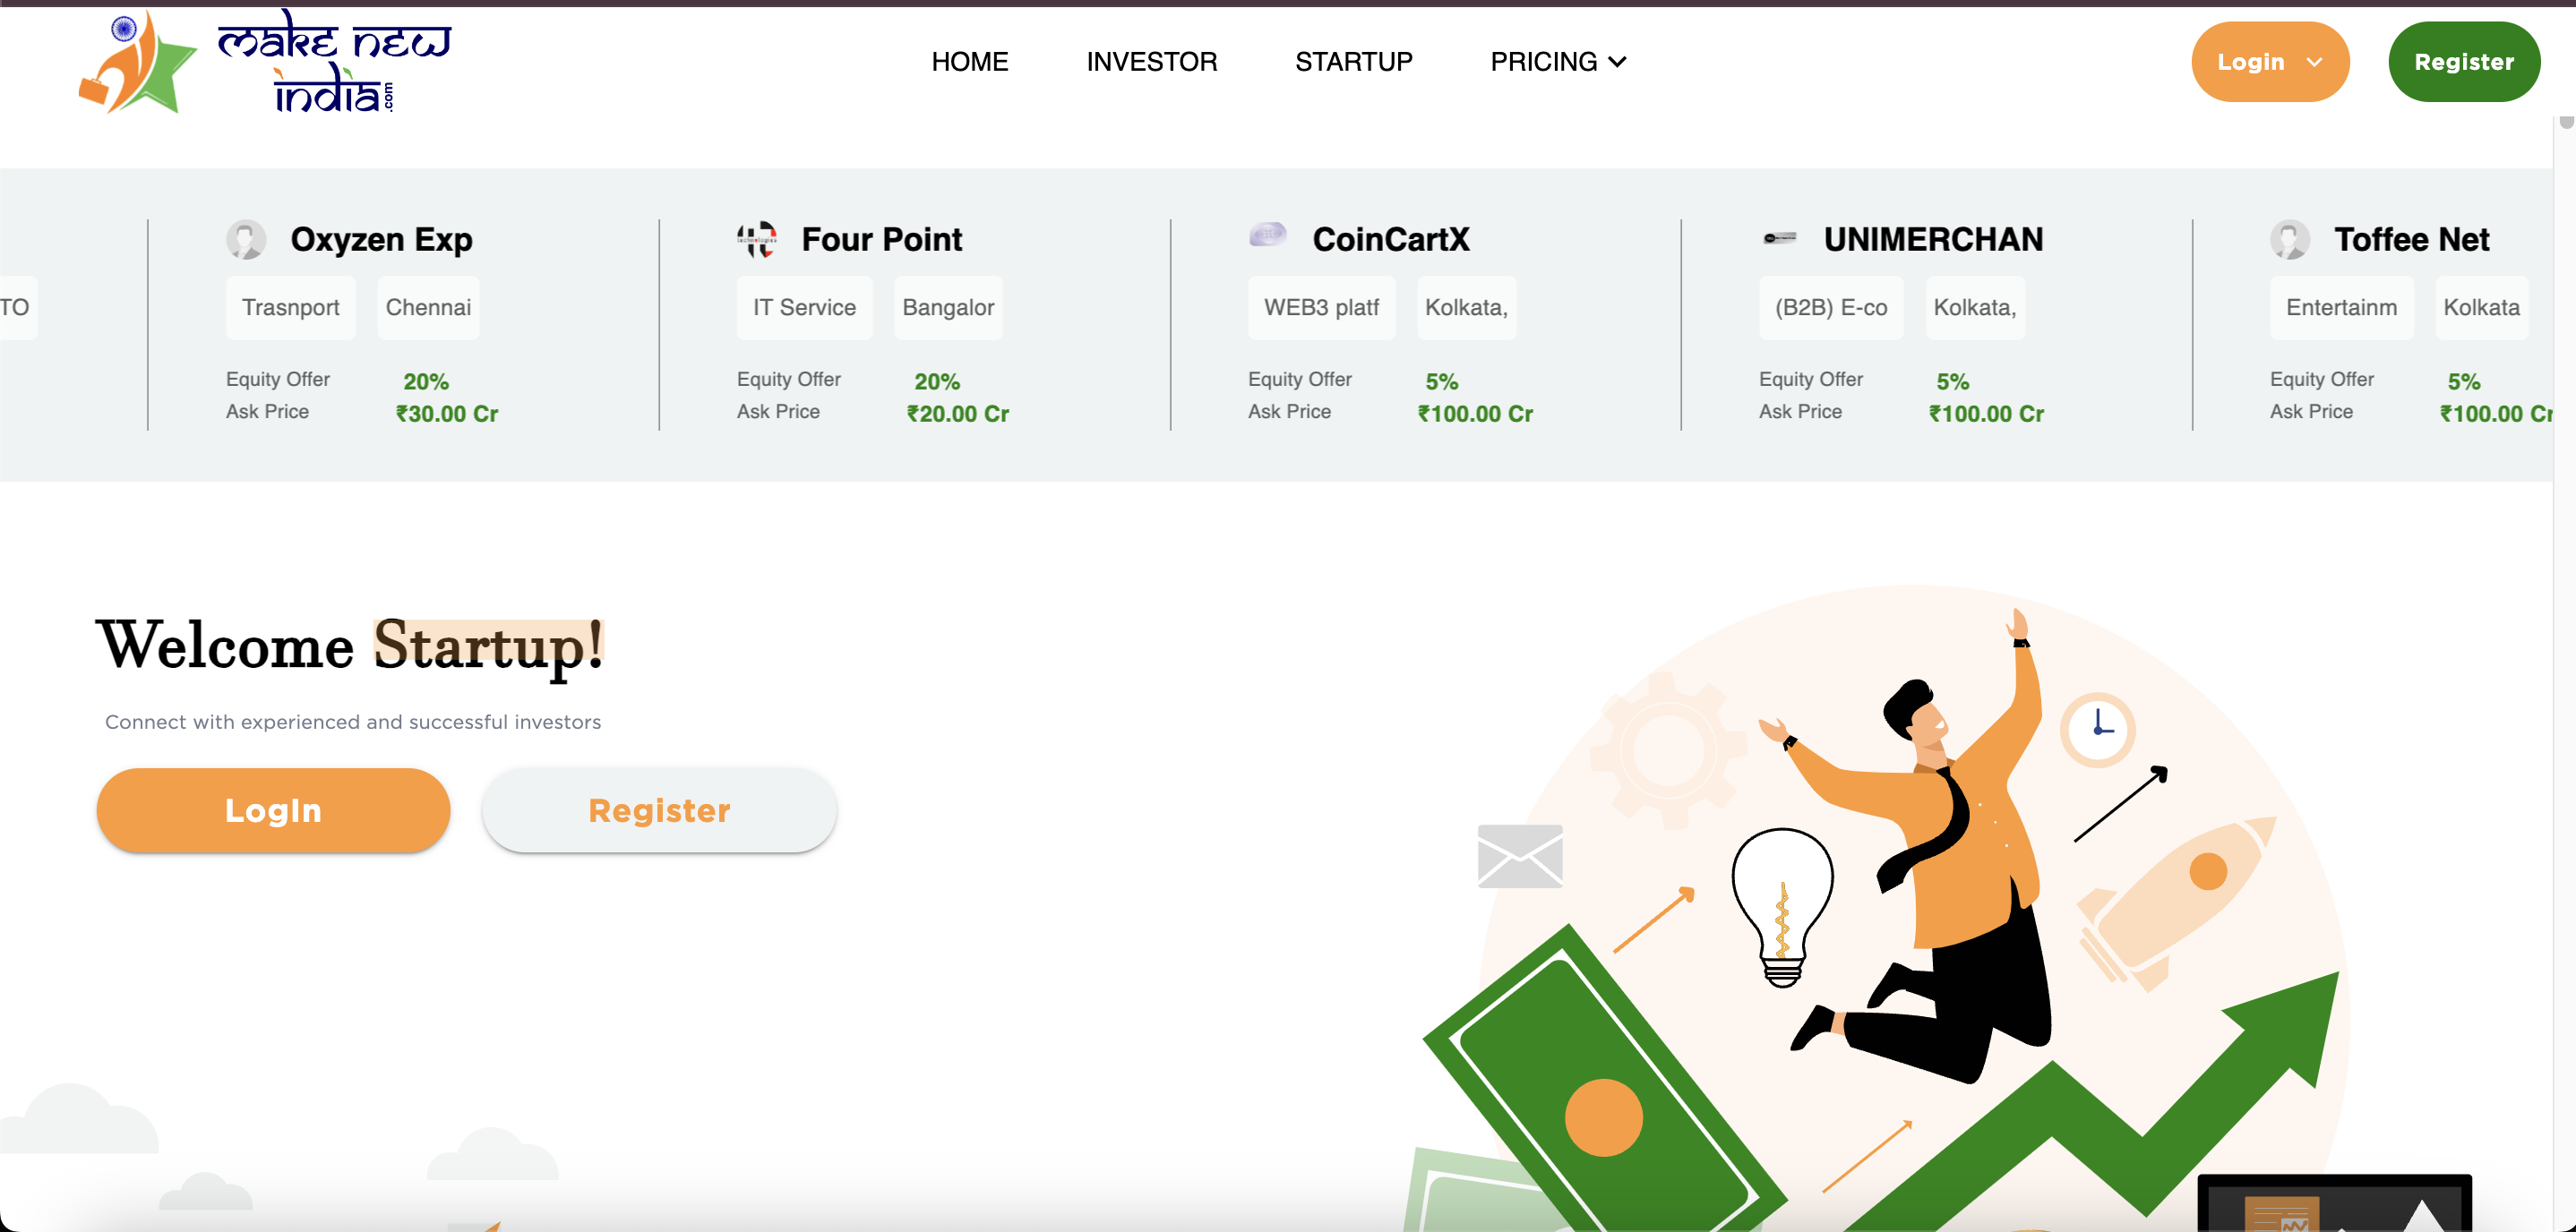 make new
india.com
HOME INVESTOR STARTUP PRICING
Login Register
TO
Oxyzen Exp
Trasnport Chennai
Equity Offer 20%
Ask Price ₹30.00 Cr
Four Point
IT Service Bangalor
Equity Offer 20%
Ask Price ₹20.00 Cr
CoinCartX
WEB3 platf Kolkata,
Equity Offer 5%
Ask Price ₹100.00 Cr
UNIMERCHAN
(B2B) E-co Kolkata,
Equity Offer 5%
Ask Price ₹100.00 Cr
Toffee Net
Entertainm Kolkata
Equity Offer 5%
Ask Price ₹100.00 Cr
Welcome Startup!
Connect with experienced and successful investors
LogIn Register